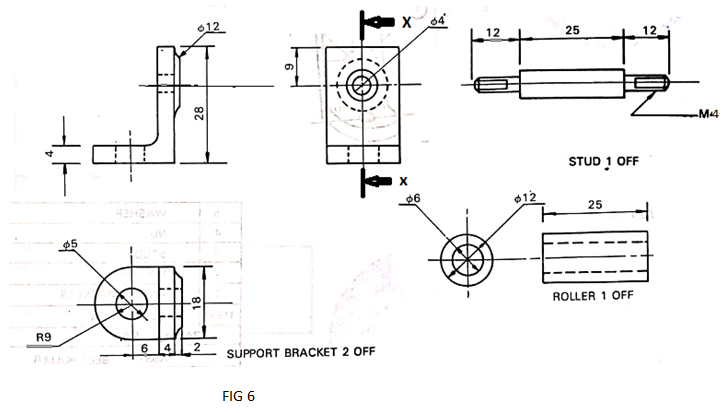 X
φ12
φ4
12
25
12
9
28
4
M4
X
STUD 1 OFF
φ6
φ12
25
WASHER
φ5
18
ROLLER 1 OFF
R9
6
4
2
SUPPORT BRACKET 2 OFF
FIG 6